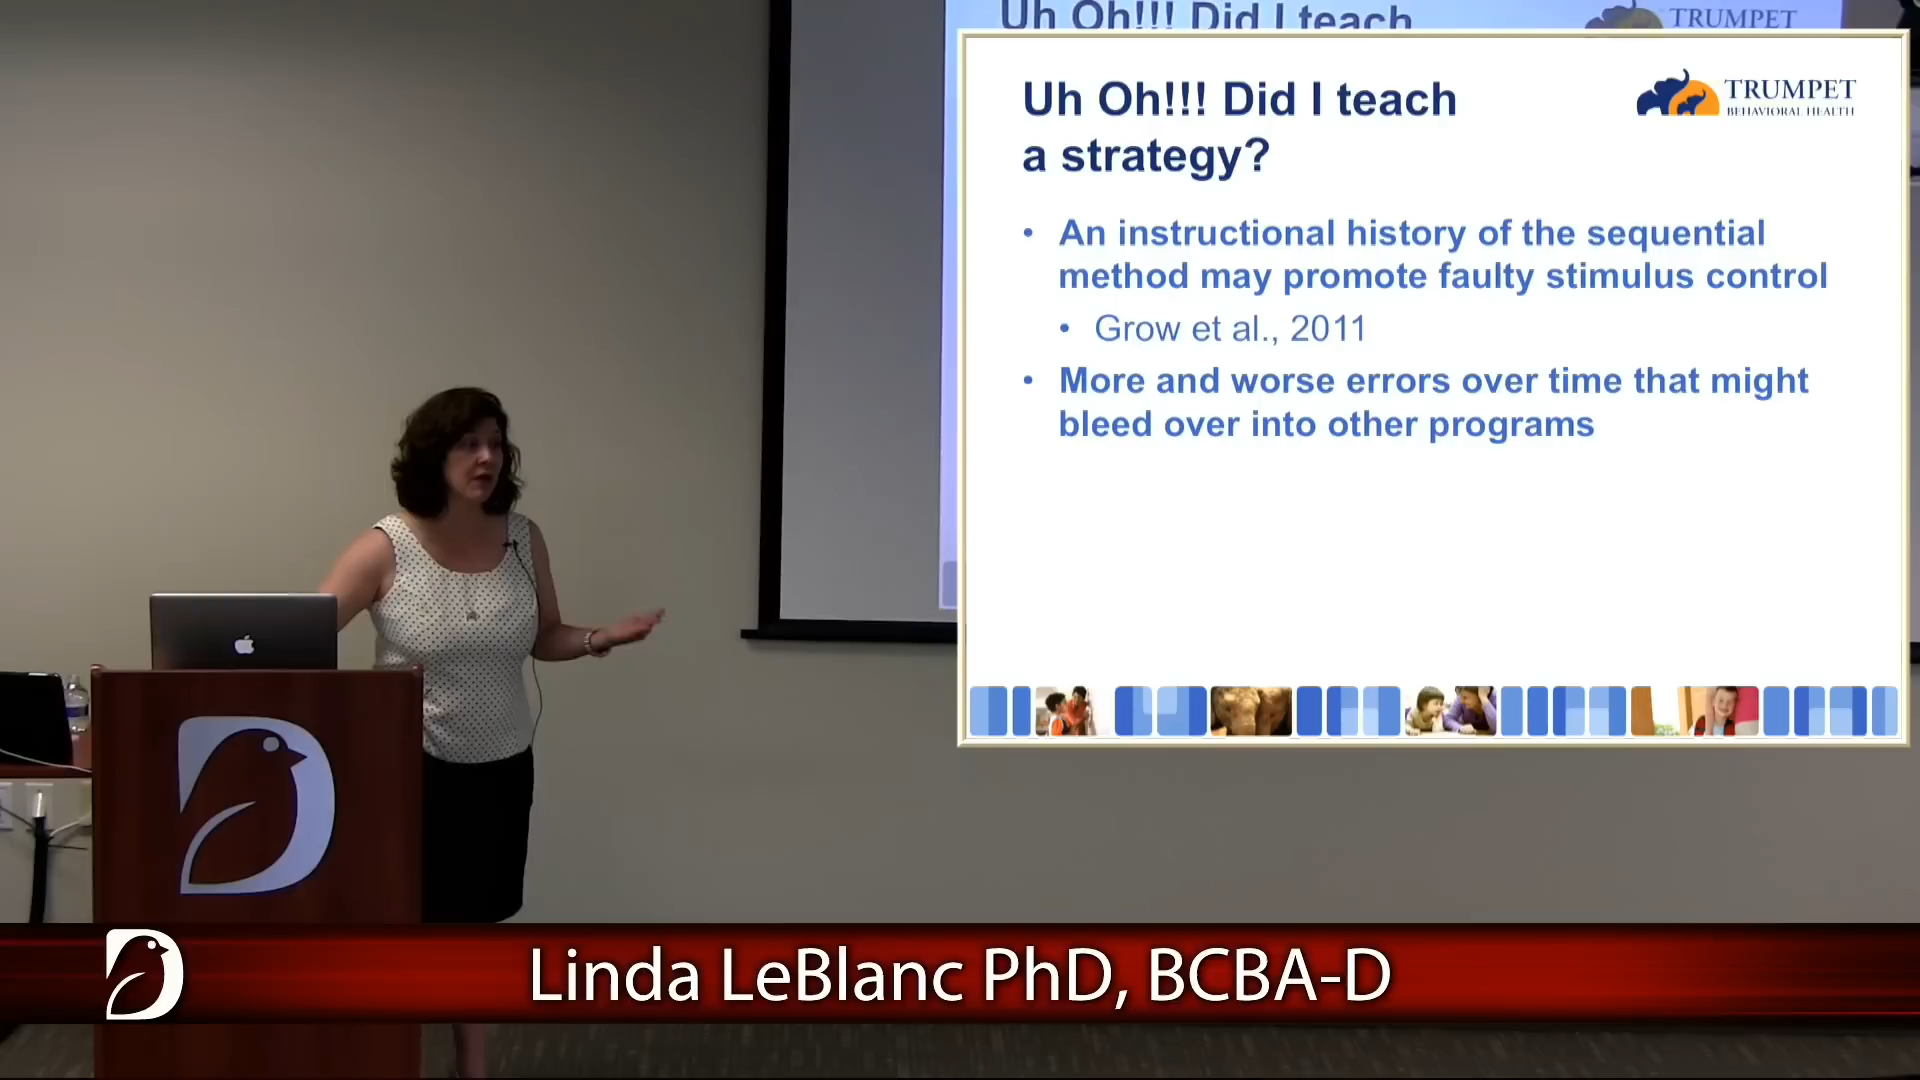 Uh Oh!!! Did I teach
TRUMPET
Uh Oh!!! Did I teach
a strategy?
TRUMPET
BEHAVIORAL HEALTH
• An instructional history of the sequential
method may promote faulty stimulus control
• Grow et al., 2011
• More and worse errors over time that might
bleed over into other programs
Linda LeBlanc PhD, BCBA-D